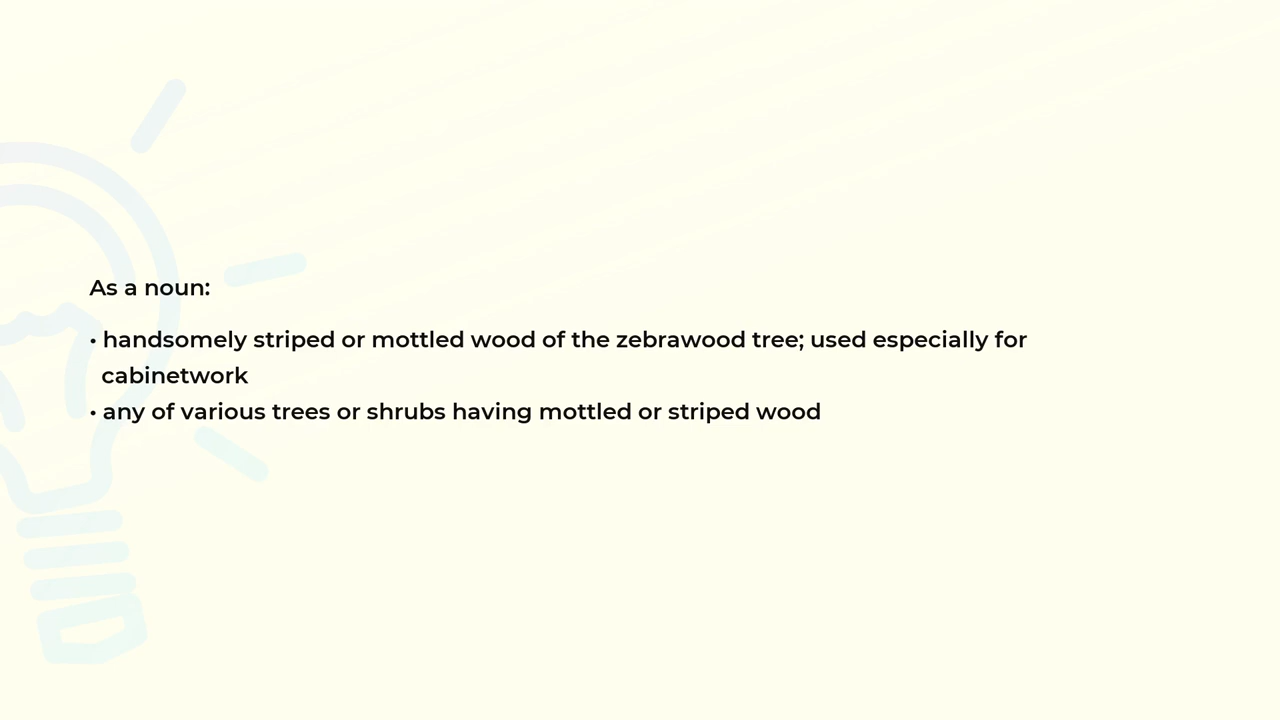 As a noun:
• handsomely striped or mottled wood of the zebrawood tree; used especially for
cabinetwork
• any of various trees or shrubs having mottled or striped wood